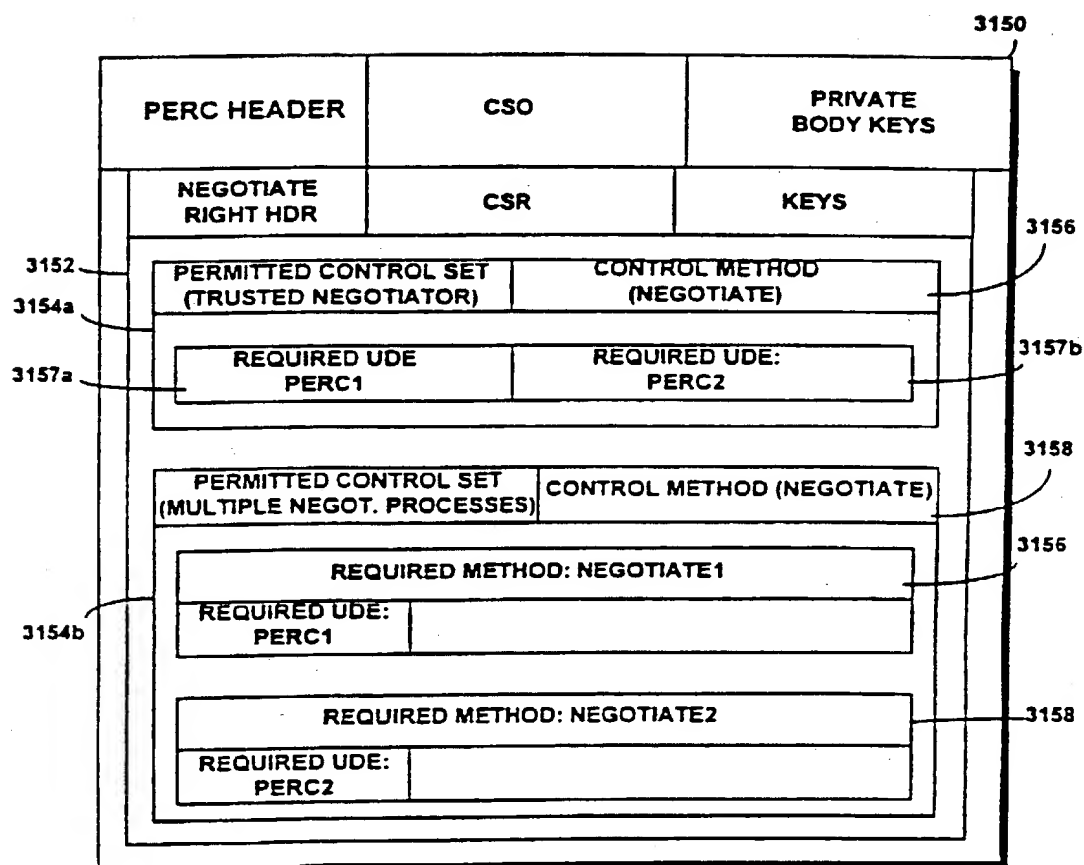 3150
PERC HEADER
CSO
PRIVATE
BODY KEYS
NEGOTIATE
RIGHT HDR
CSR
KEYS
3156
3152
PERMITTED CONTROL SET
(TRUSTED NEGOTIATOR)
CONTROL METHOD
(NEGOTIATE)
3154a
REQUIRED UDE
PERC1
REQUIRED UDE:
PERC2
3157b
3157a
3158
PERMITTED CONTROL SET
(MULTIPLE NEGOT. PROCESSES)
CONTROL METHOD (NEGOTIATE)
3156
REQUIRED METHOD: NEGOTIATE1
REQUIRED UDE:
PERC1
3154b
REQUIRED METHOD: NEGOTIATE2
3158
REQUIRED UDE:
PERC2